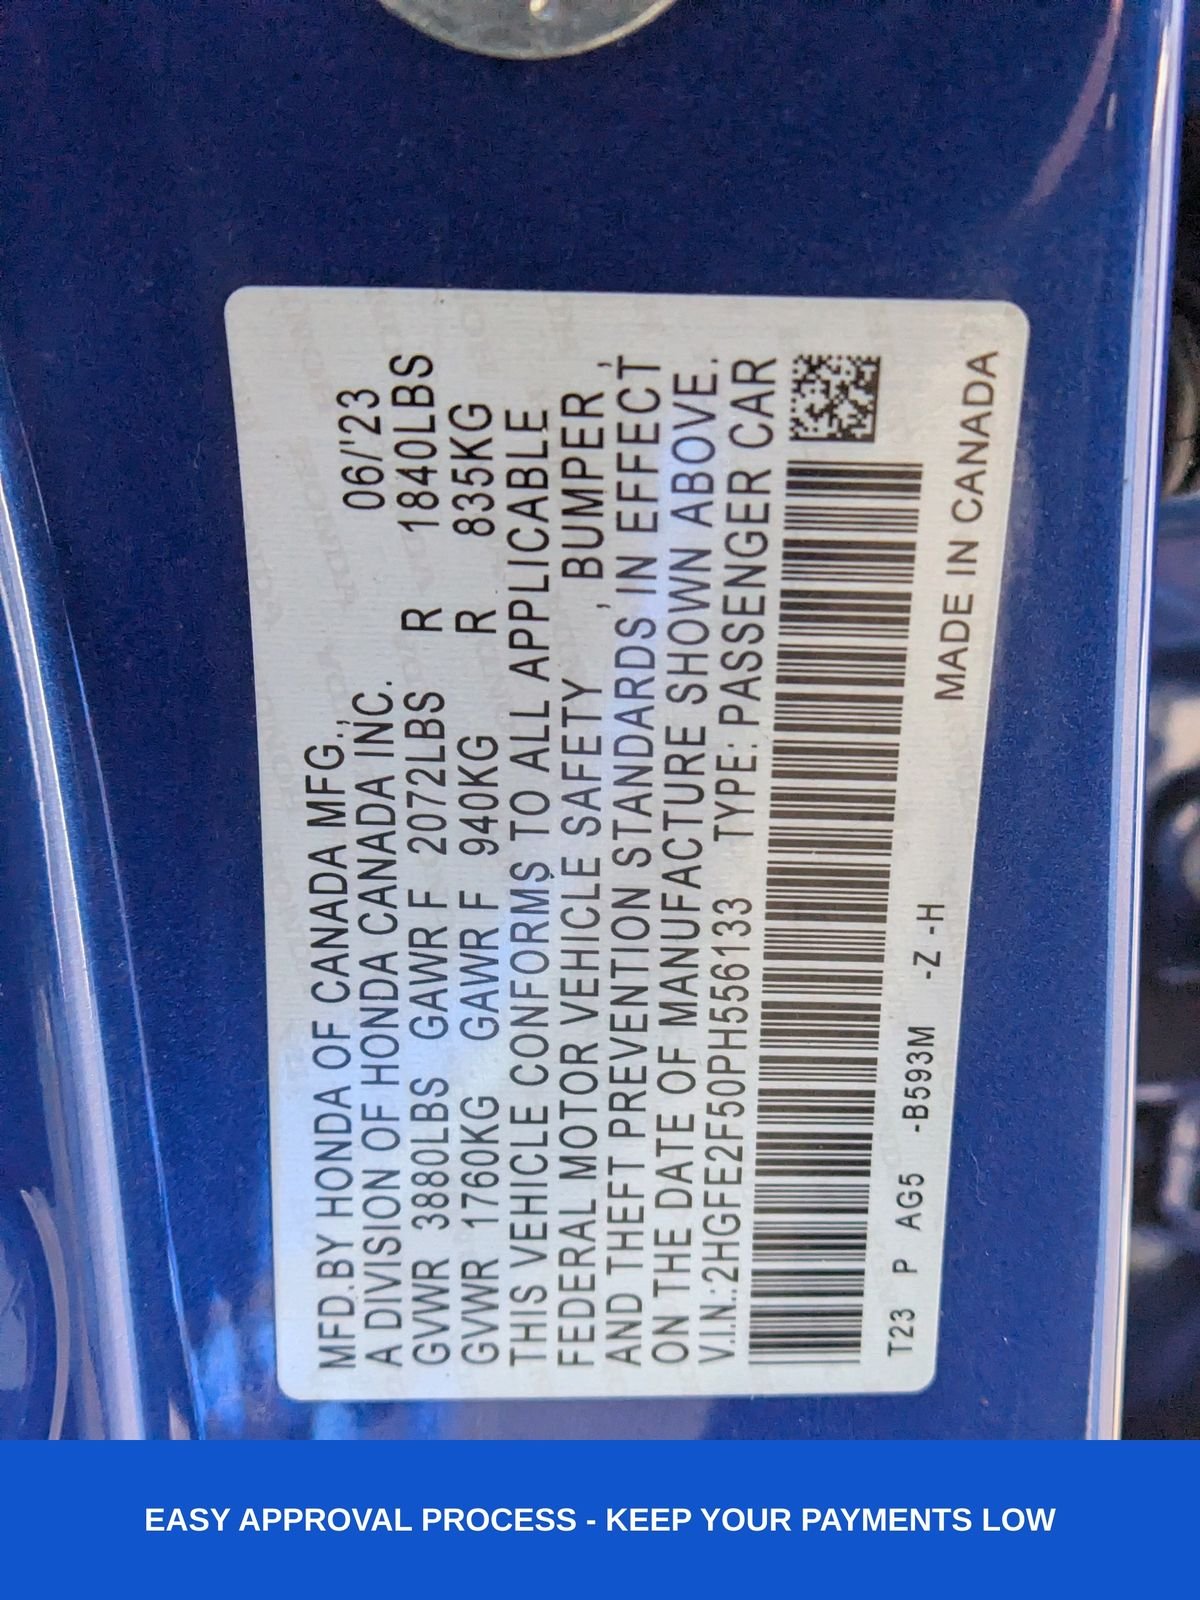 MFD.BY HONDA OF CANADA MFG.,
A DIVISION OF HONDA CANADA INC. 06/'23
GVWR 3880LBS GAWR F 2072LBS R 1840LBS
GVWR 1760KG GAWR F 940KG R 835KG
THIS VEHICLE CONFORMS TO ALL APPLICABLE
FEDERAL MOTOR VEHICLE SAFETY , BUMPER ,
AND THEFT PREVENTION STANDARDS IN EFFECT
ON THE DATE OF MANUFACTURE SHOWN ABOVE.
V.I.N.:2HGFE2F50PH556133 TYPE: PASSENGER CAR
T23 P AG5 -B593M -Z -H
MADE IN CANADA
EASY APPROVAL PROCESS - KEEP YOUR PAYMENTS LOW